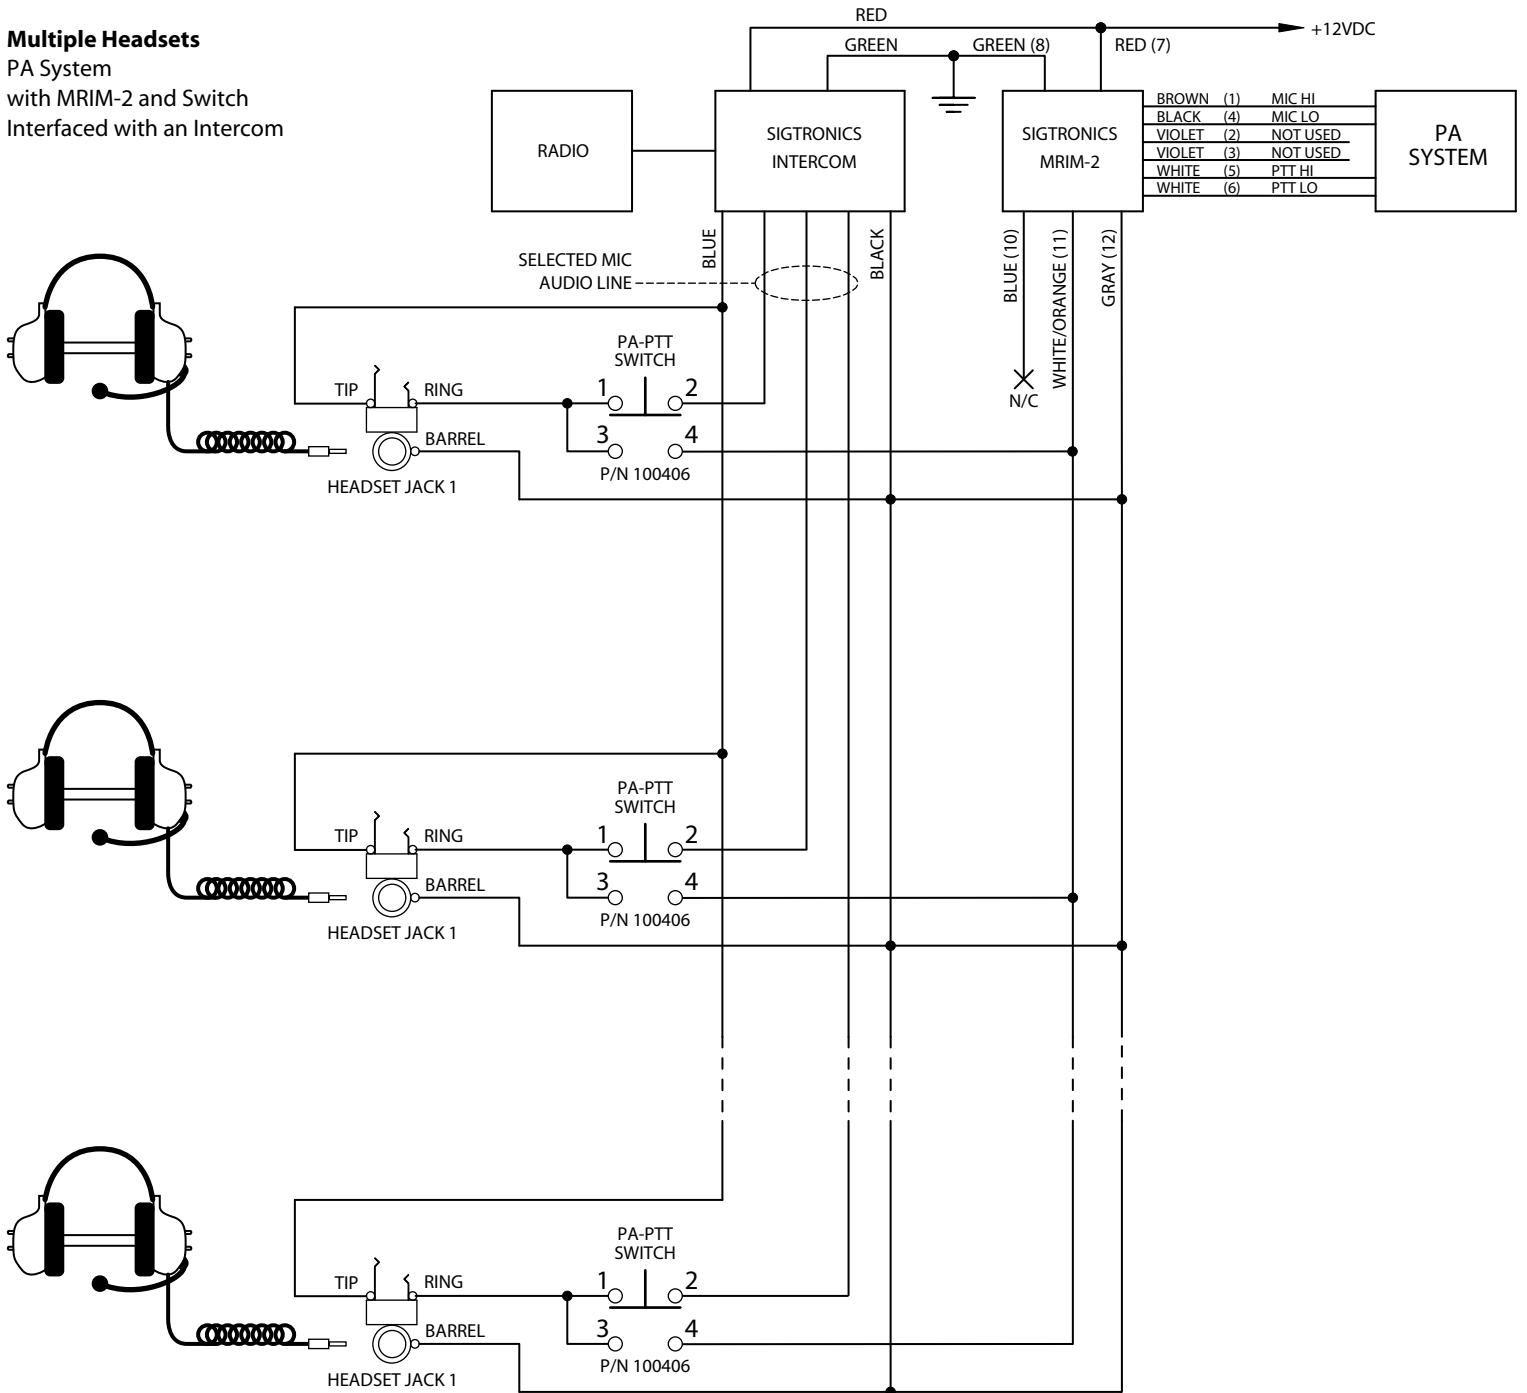 Multiple Headsets
PA System
with MRIM-2 and Switch
Interfaced with an Intercom
RED
+12VDC
GREEN
GREEN (8)
RED (7)
RADIO
SIGTRONICS
INTERCOM
SIGTRONICS
MRIM-2
BROWN (1) MIC HI
BLACK (4) MIC LO
VIOLET (2) NOT USED
VIOLET (3) NOT USED
WHITE (5) PTT HI
WHITE (6) PTT LO
PA
SYSTEM
SELECTED MIC
AUDIO LINE
BLUE
BLACK
BLUE (10)
WHITE/ORANGE (11)
GRAY (12)
N/C
PA-PTT
SWITCH
TIP
RING
1
2
BARREL
3
4
P/N 100406
HEADSET JACK 1
PA-PTT
SWITCH
TIP
RING
1
2
BARREL
3
4
P/N 100406
HEADSET JACK 1
PA-PTT
SWITCH
TIP
RING
1
2
BARREL
3
4
P/N 100406
HEADSET JACK 1